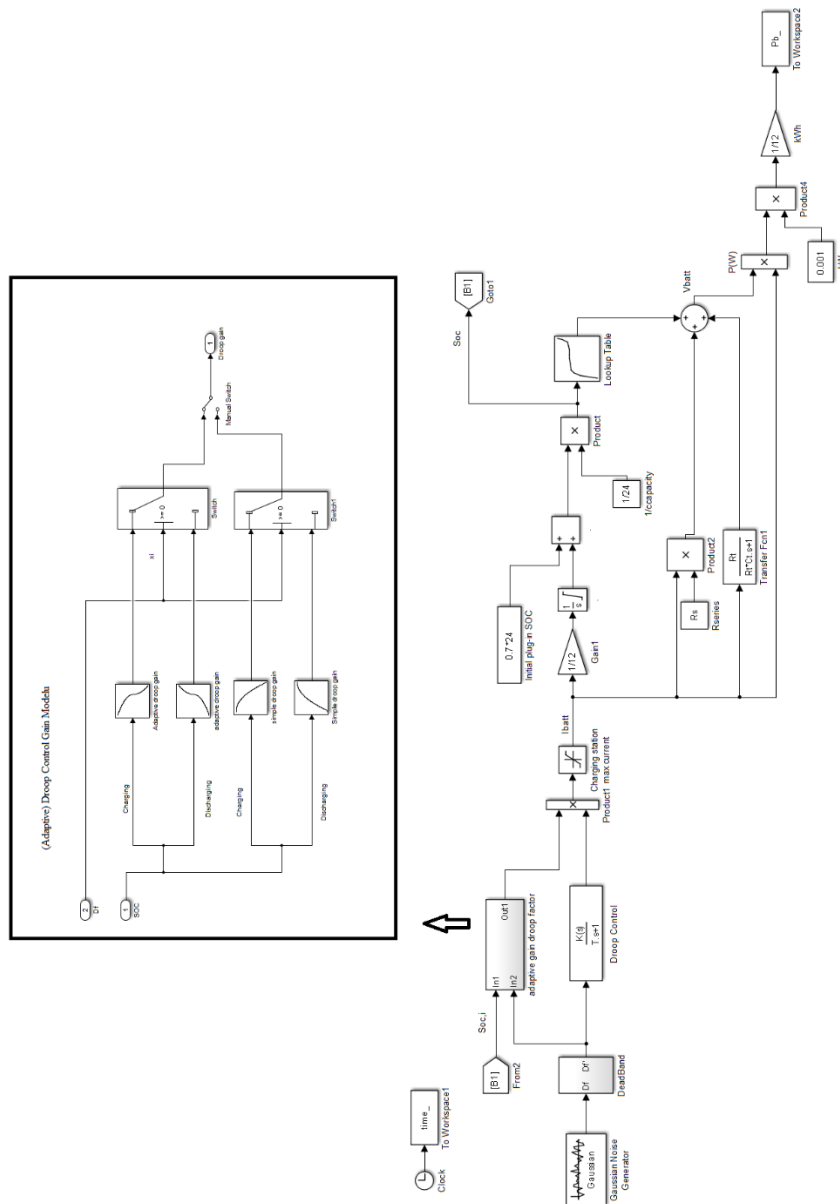 (Adaptive) Droop Control Gain Modelu
2
Df
1
SOC
Charging
Discharging
Charging
Discharging
Adaptive droop gain
adaptive droop gain
simple droop gain
Simple droop gain
si
>= 0
Switch
>= 0
Switch1
Manual Switch
1
Droop gain
Clock
time_
To Workspace1
Gaussian
Gaussian Noise
Generator
Df
Df'
DeadBand
[B1]
From2
Soc,i
In1
In2
Out1
adaptive gain droop factor
K(s)
T.s+1
Droop Control
Product1
Charging station
max current
Ibatt
1/12
Gain1
1
s
0.7*24
Initial plug-in SOC
+
+
1/24
1/ccapacity
×
Product
Soc
[B1]
Goto1
Lookup Table
Rs
Rseries
×
Product2
Rt
Rt*Ct.s+1
Transfer Fcn1
+
+
+
Vbatt
×
P(W)
0.001
×
Product4
1/12
kWh
Pb_
To Workspace2